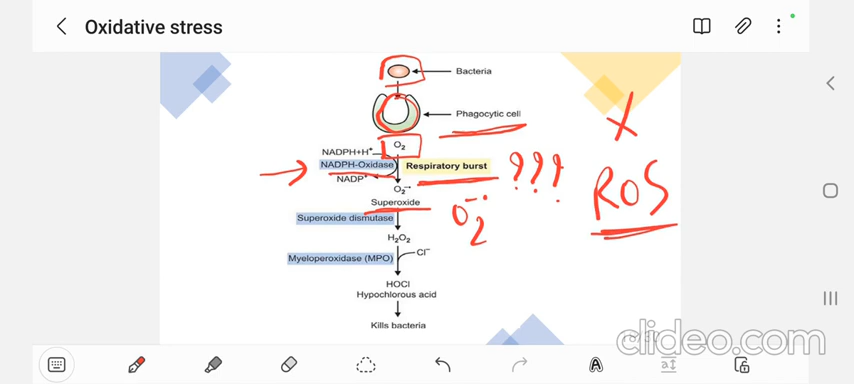 Oxidative stress
Bacteria
Phagocytic cell
O₂
NADPH+H⁺
NADPH-Oxidase
Respiratory burst
NADP⁺
O₂⁻·
Superoxide
???
X
ROS
O₂⁻·
Superoxide dismutase
H₂O₂
Myeloperoxidase (MPO)
Cl⁻
HOCl
Hypochlorous acid
Kills bacteria
clideo.com
A
a